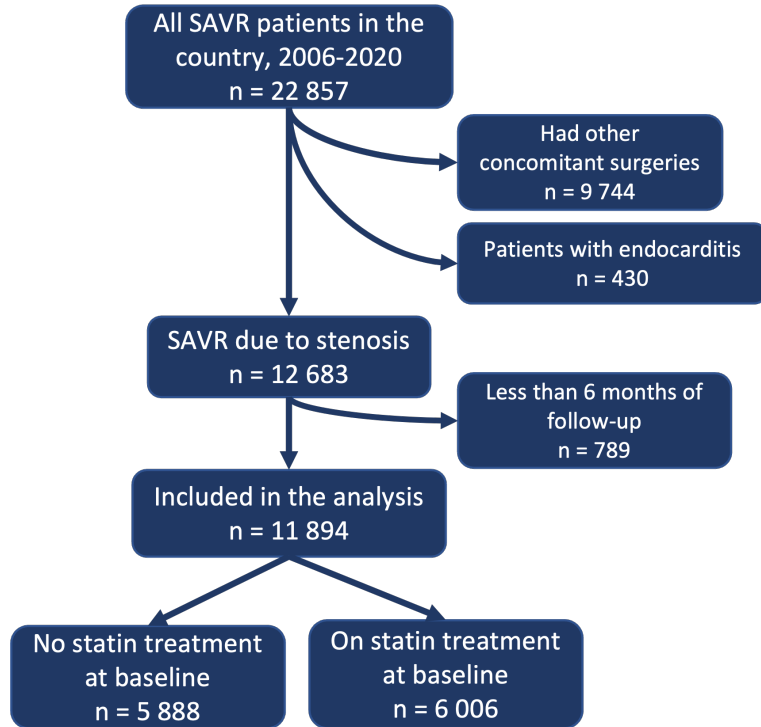 All SAVR patients in the
country, 2006-2020
n = 22 857
Had other
concomitant surgeries
n = 9 744
Patients with endocarditis
n = 430
SAVR due to stenosis
n = 12 683
Less than 6 months of
follow-up
n = 789
Included in the analysis
n = 11 894
No statin treatment
at baseline
n = 5 888
On statin treatment
at baseline
n = 6 006